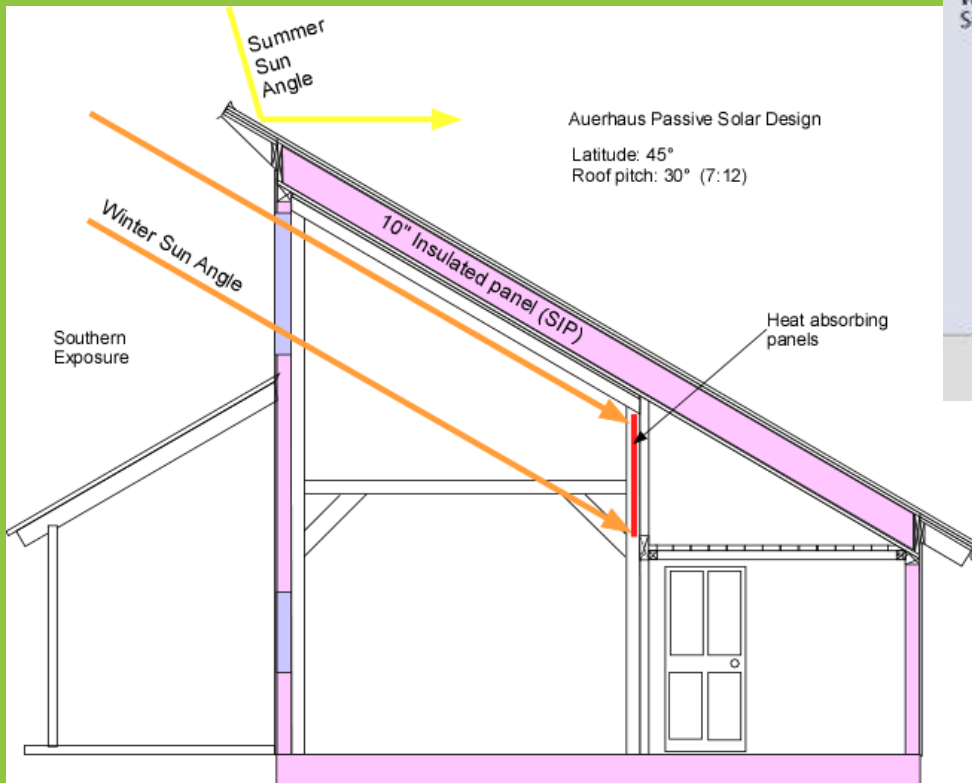 Summer
Sun
Angle
Auerhaus Passive Solar Design
Latitude: 45°
Roof pitch: 30° (7:12)
Winter Sun Angle
10" Insulated panel (SIP)
Southern
Exposure
Heat absorbing
panels